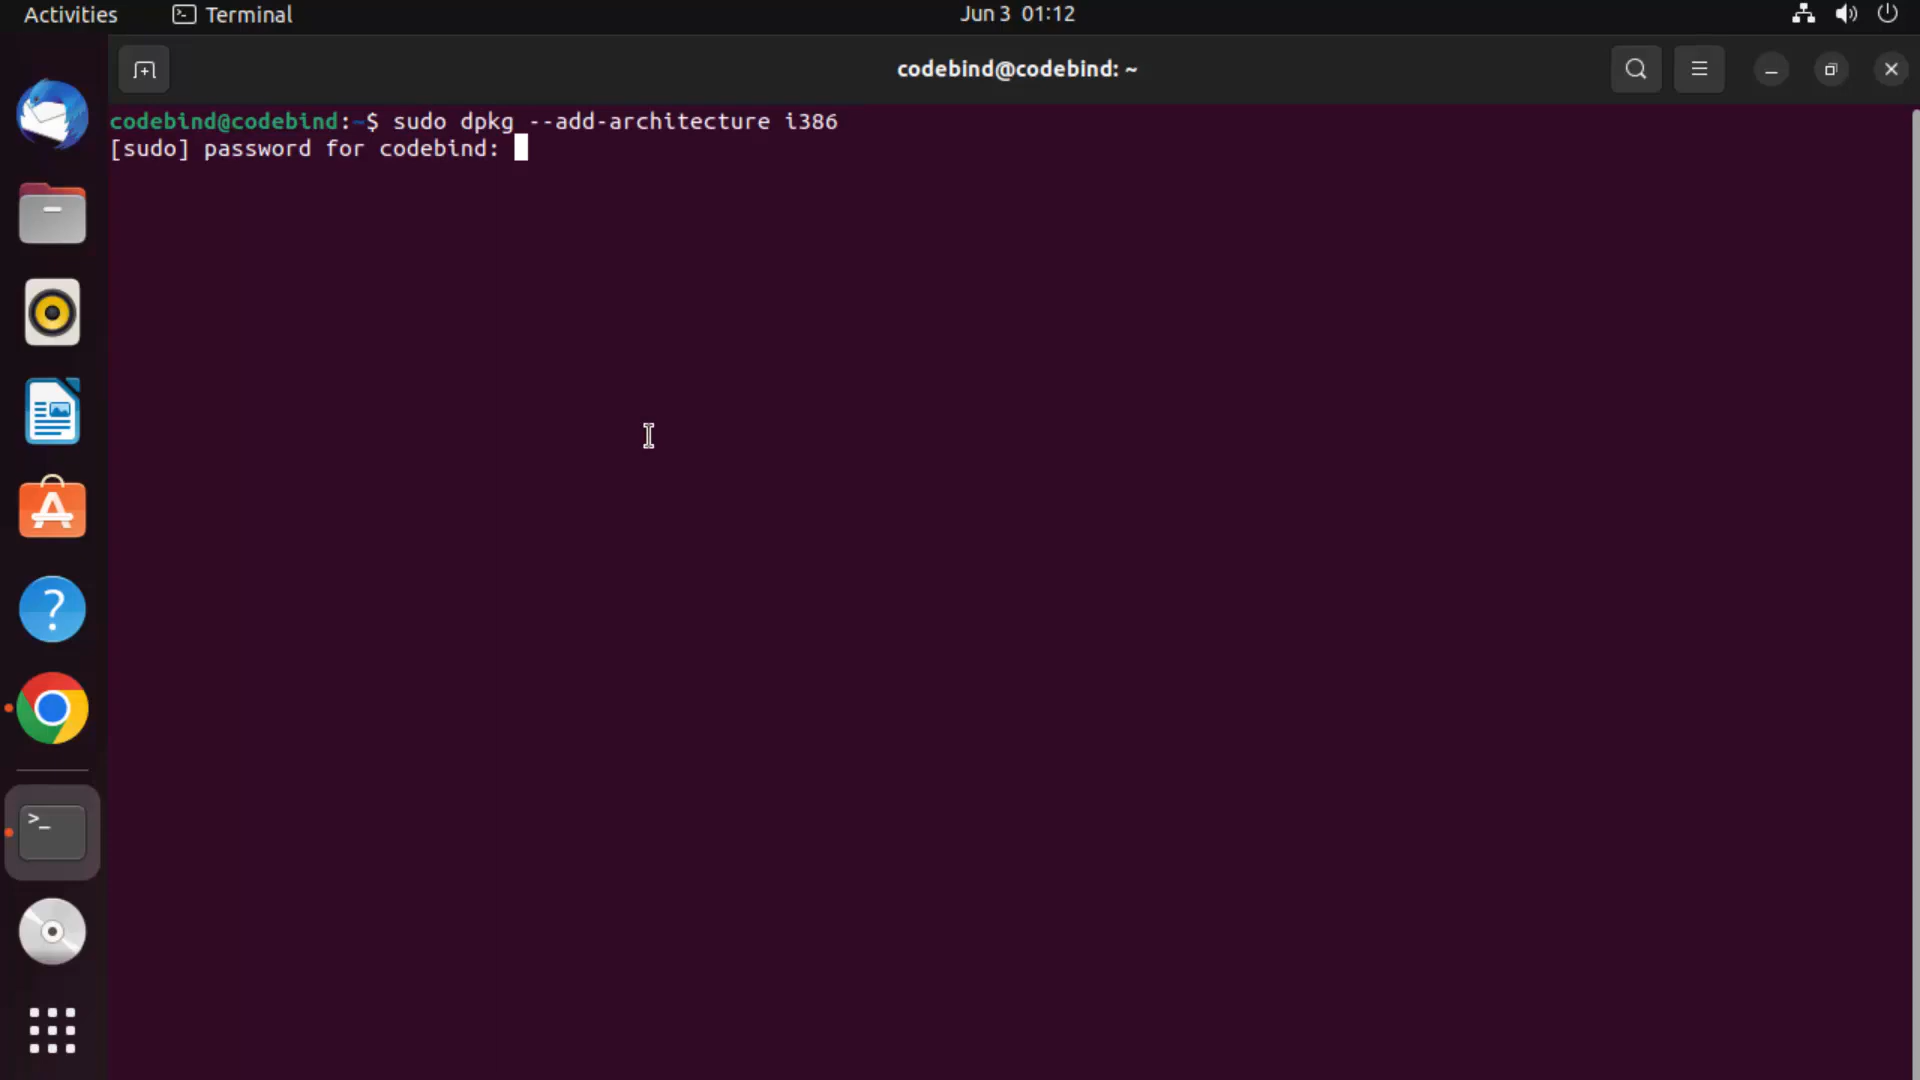 Activities Terminal Jun 3 01:12
codebind@codebind: ~
codebind@codebind:~$ sudo dpkg --add-architecture i386
[sudo] password for codebind: